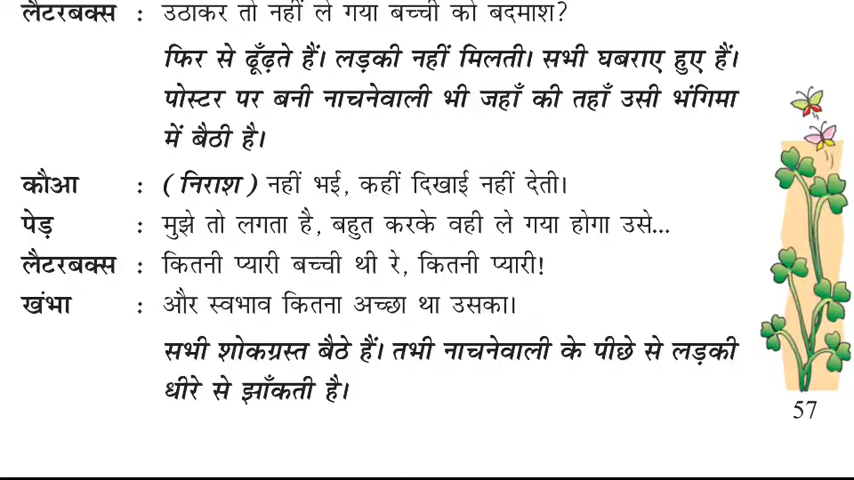 लैटरबक्स : उठाकर तो नहीं ले गया बच्ची को बदमाश?
फिर से ढूँढ़ते हैं। लड़की नहीं मिलती। सभी घबराए हुए हैं।
पोस्टर पर बनी नाचनेवाली भी जहाँ की तहाँ उसी भंगिमा
में बैठी है।
कौआ : (निराश) नहीं भई, कहीं दिखाई नहीं देती।
पेड़ : मुझे तो लगता है, बहुत करके वही ले गया होगा उसे...
लैटरबक्स : कितनी प्यारी बच्ची थी रे, कितनी प्यारी!
खंभा : और स्वभाव कितना अच्छा था उसका।
सभी शोकग्रस्त बैठे हैं। तभी नाचनेवाली के पीछे से लड़की
धीरे से झाँकती है।
57